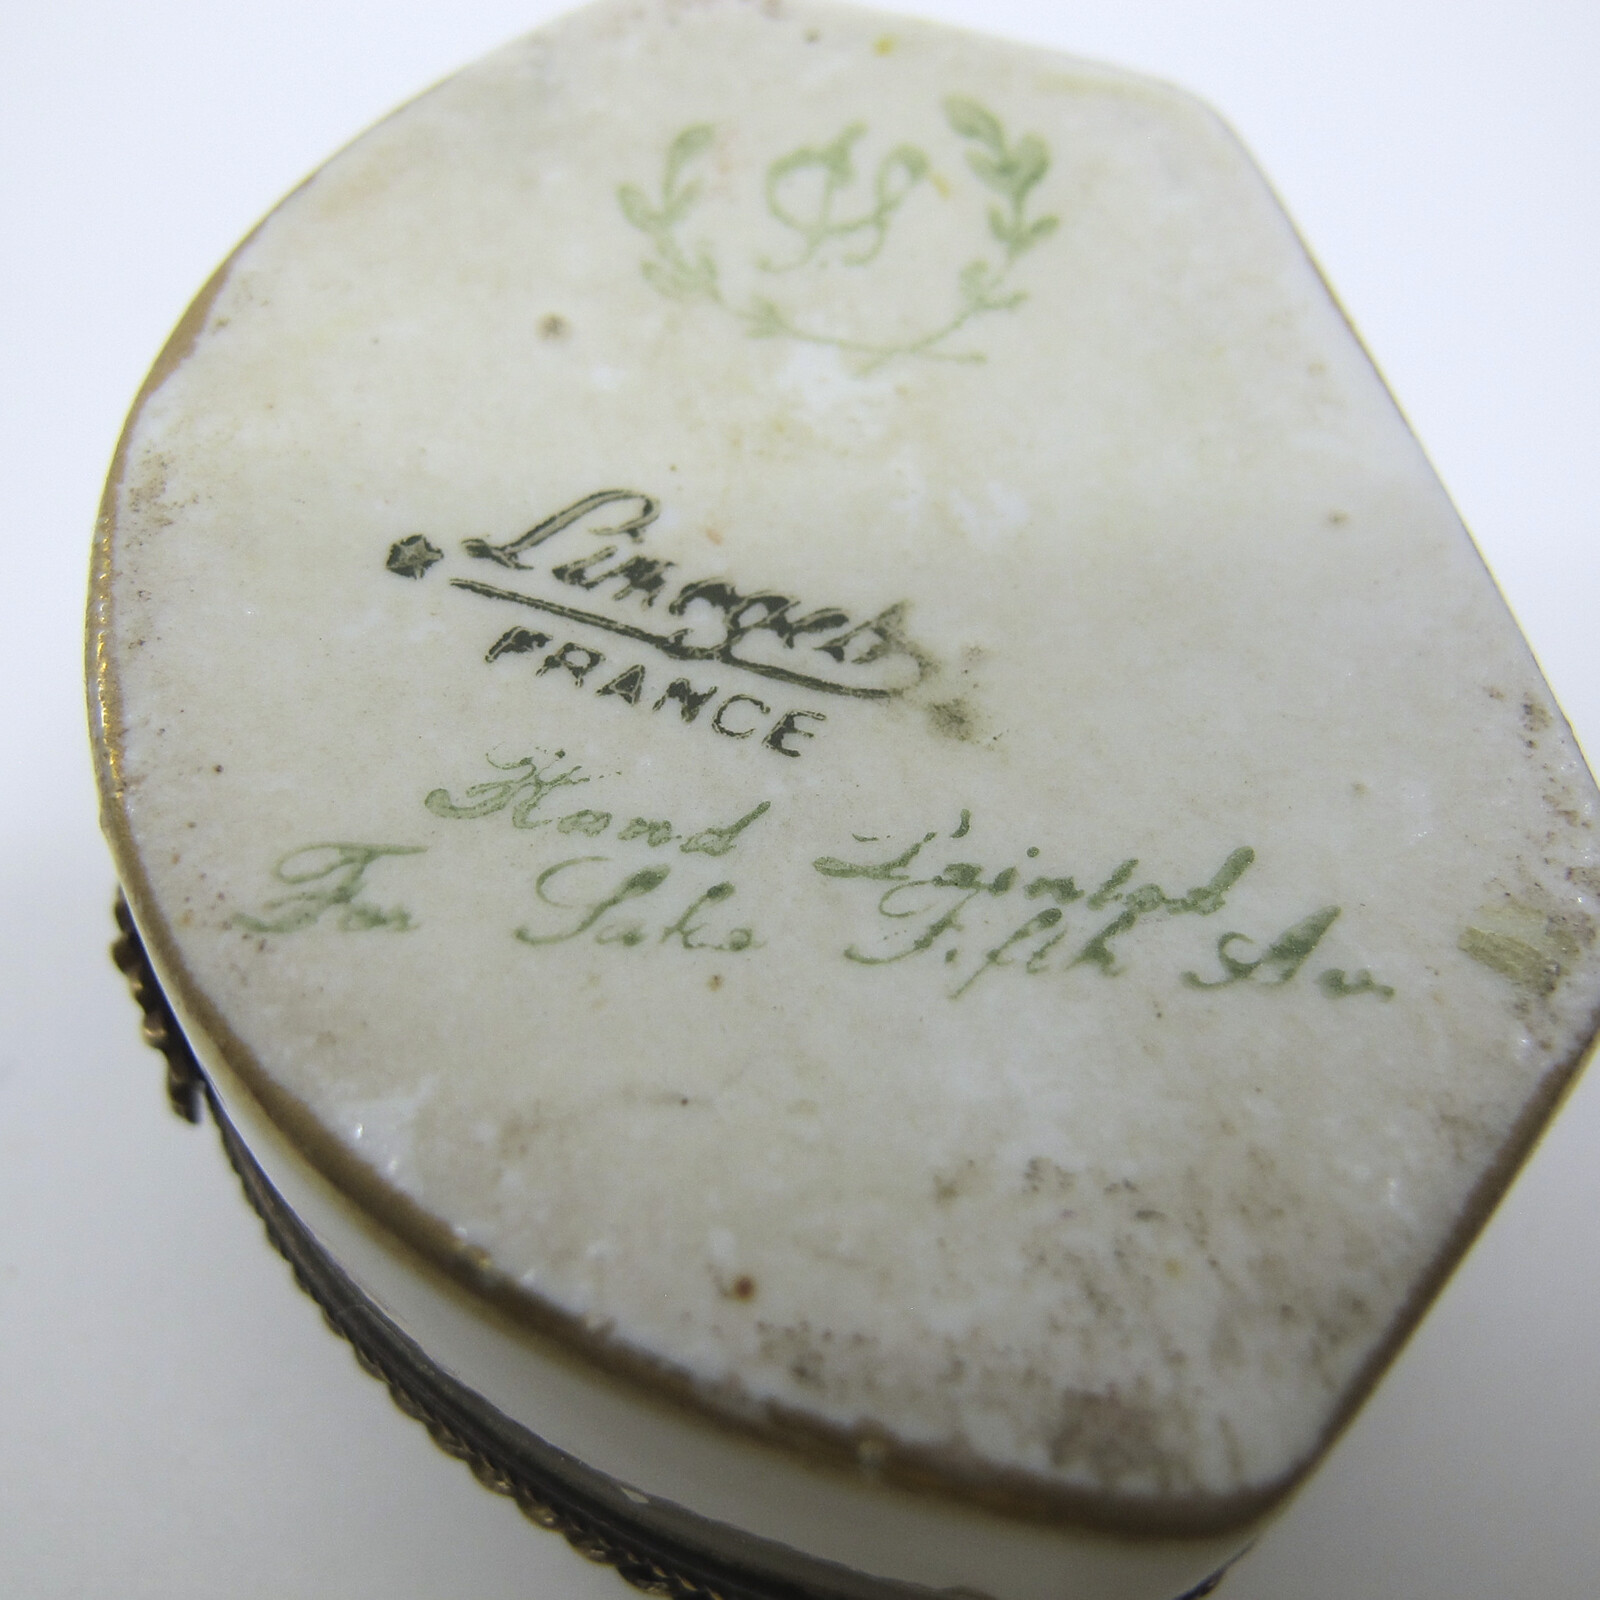 Limoges
FRANCE
Hand Painted
For Saks Fifth Av.